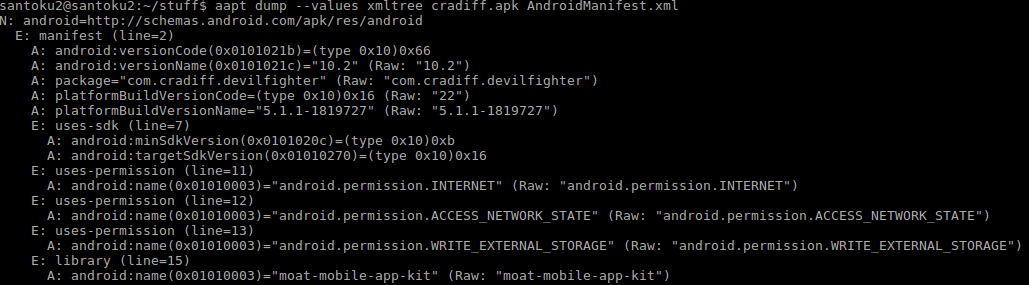 santoku2@santoku2:~/stuff$ aapt dump --values xmltree cradiff.apk AndroidManifest.xml
N: android=http://schemas.android.com/apk/res/android
  E: manifest (line=2)
    A: android:versionCode(0x0101021b)=(type 0x10)0x66
    A: android:versionName(0x0101021c)="10.2" (Raw: "10.2")
    A: package="com.cradiff.devilfighter" (Raw: "com.cradiff.devilfighter")
    A: platformBuildVersionCode=(type 0x10)0x16 (Raw: "22")
    A: platformBuildVersionName="5.1.1-1819727" (Raw: "5.1.1-1819727")
    E: uses-sdk (line=7)
      A: android:minSdkVersion(0x0101020c)=(type 0x10)0xb
      A: android:targetSdkVersion(0x01010270)=(type 0x10)0x16
    E: uses-permission (line=11)
      A: android:name(0x01010003)="android.permission.INTERNET" (Raw: "android.permission.INTERNET")
    E: uses-permission (line=12)
      A: android:name(0x01010003)="android.permission.ACCESS_NETWORK_STATE" (Raw: "android.permission.ACCESS_NETWORK_STATE")
    E: uses-permission (line=13)
      A: android:name(0x01010003)="android.permission.WRITE_EXTERNAL_STORAGE" (Raw: "android.permission.WRITE_EXTERNAL_STORAGE")
    E: library (line=15)
      A: android:name(0x01010003)="moat-mobile-app-kit" (Raw: "moat-mobile-app-kit")